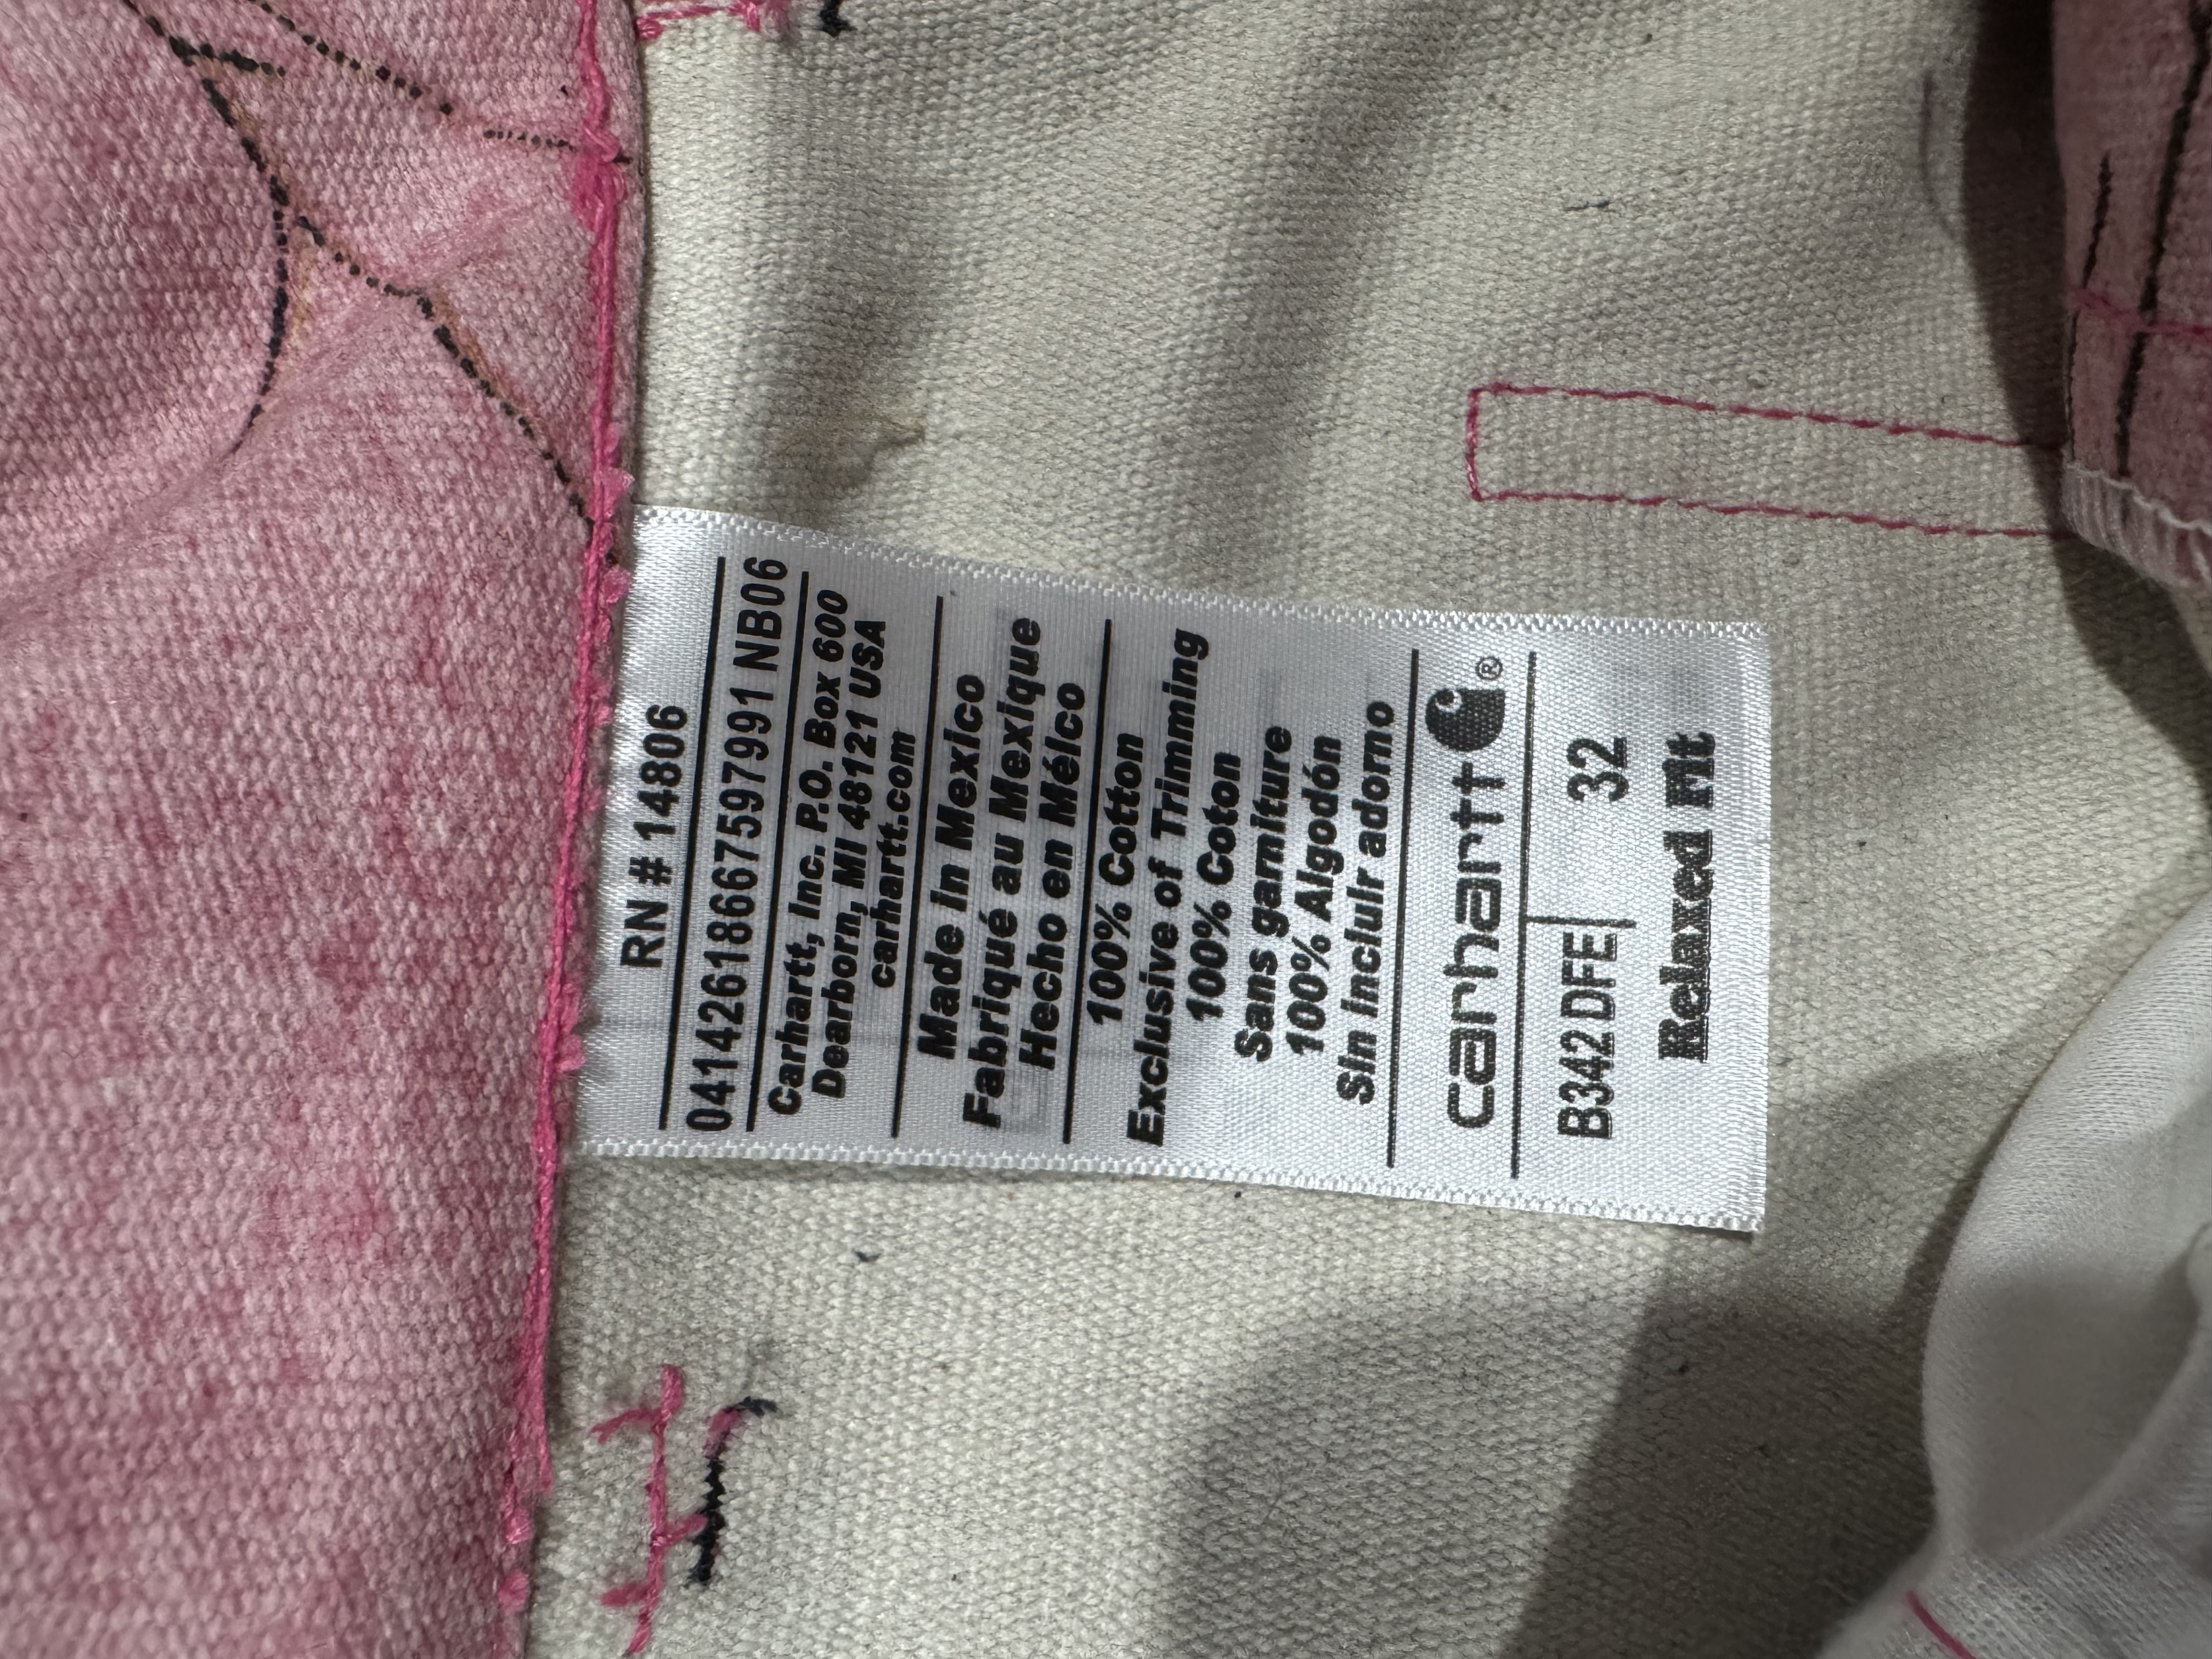 RN # 14806
04142618667597991 NB06
Carhartt, Inc. P.O. Box 600
Dearborn, MI 48121 USA
carhartt.com
Made in Mexico
Fabriqué au Mexique
Hecho en Mélco
100% Cotton
Exclusive of Trimming
100% Coton
Sans garniture
100% Algodón
Sin incluir adorno
carhartt ®
B342 DFE 32
Relaxed Fit